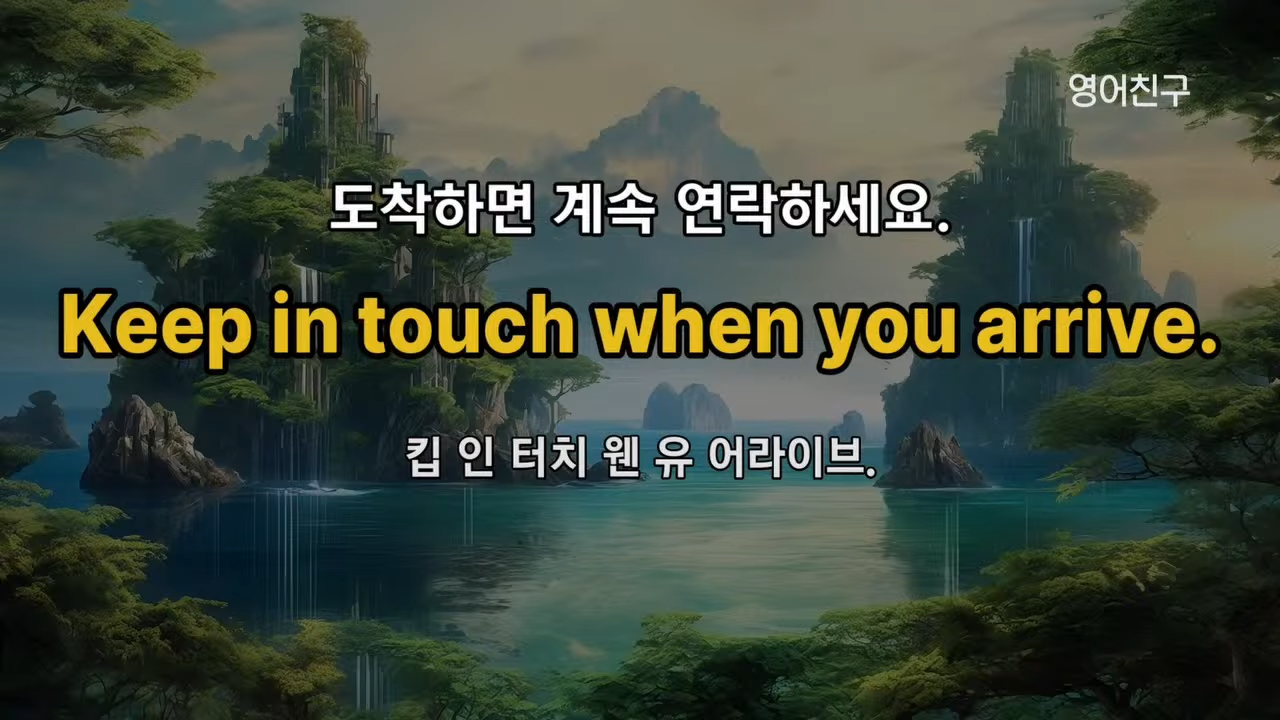 영어친구
도착하면 계속 연락하세요.
Keep in touch when you arrive.
킵 인 터치 웬 유 어라이브.